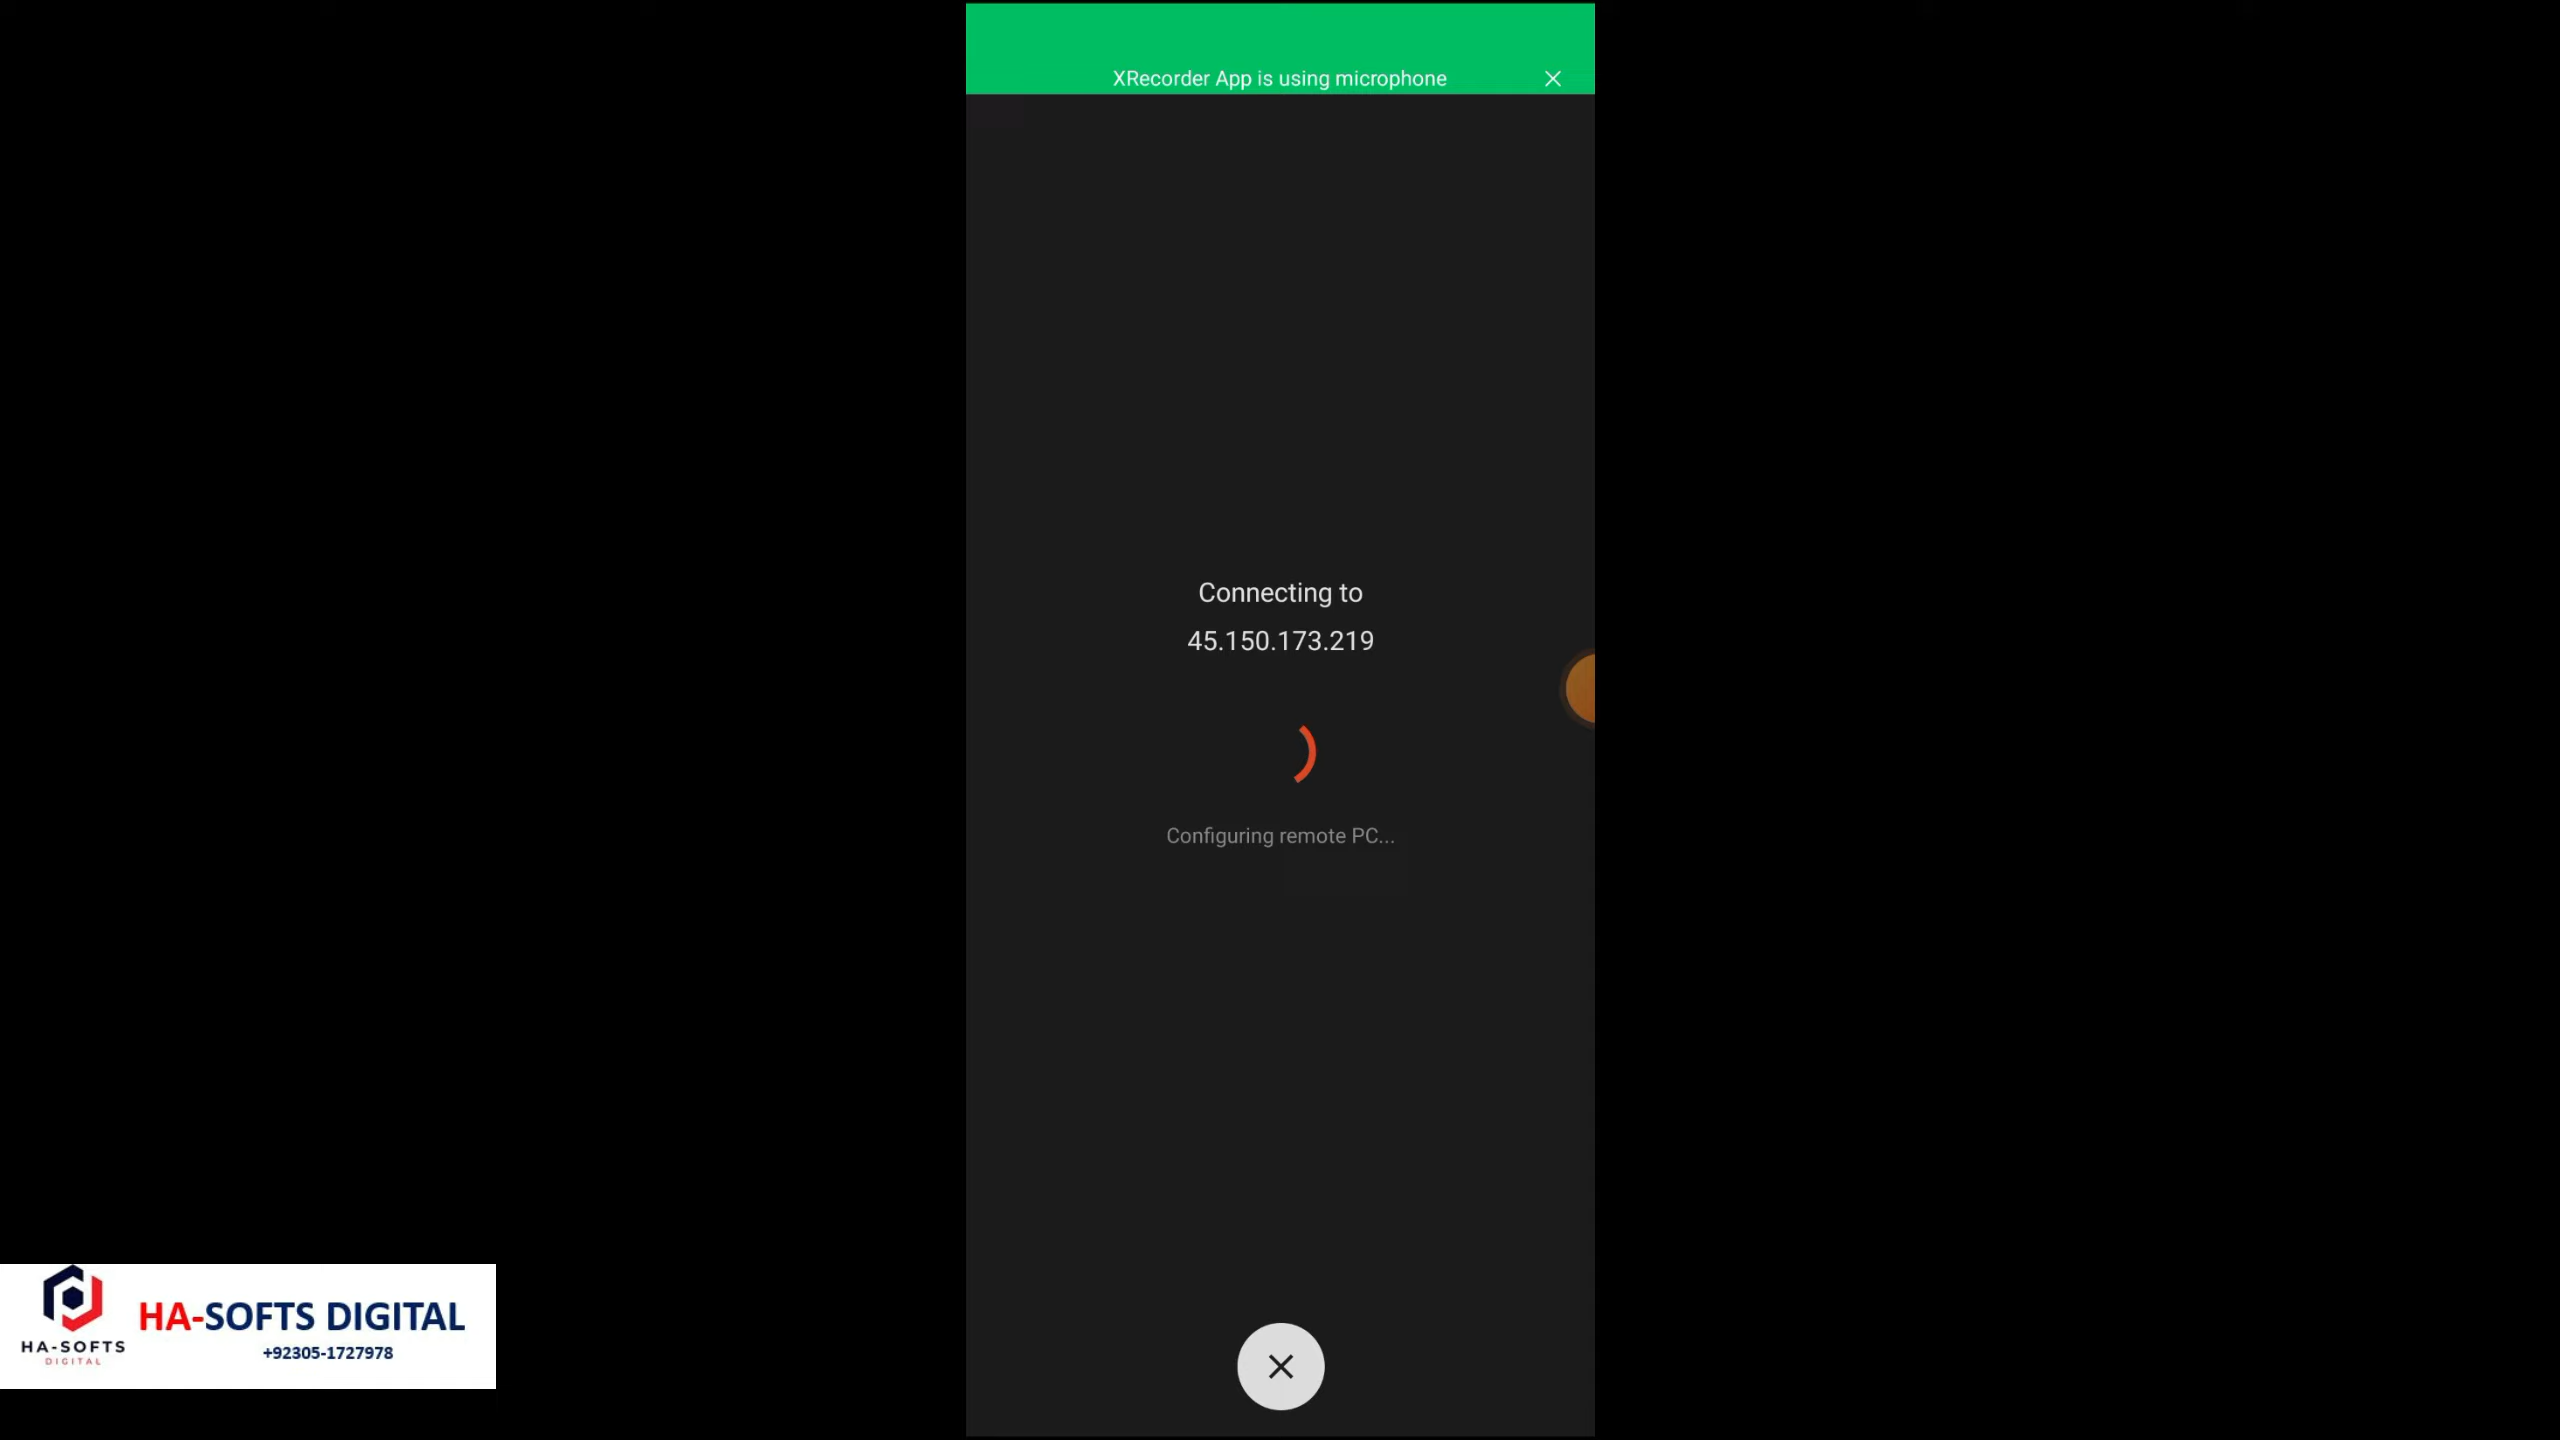 XRecorder App is using microphone
Connecting to
45.150.173.219
Configuring remote PC...
HA-SOFTS
DIGITAL
HA-SOFTS DIGITAL
+92305-1727978